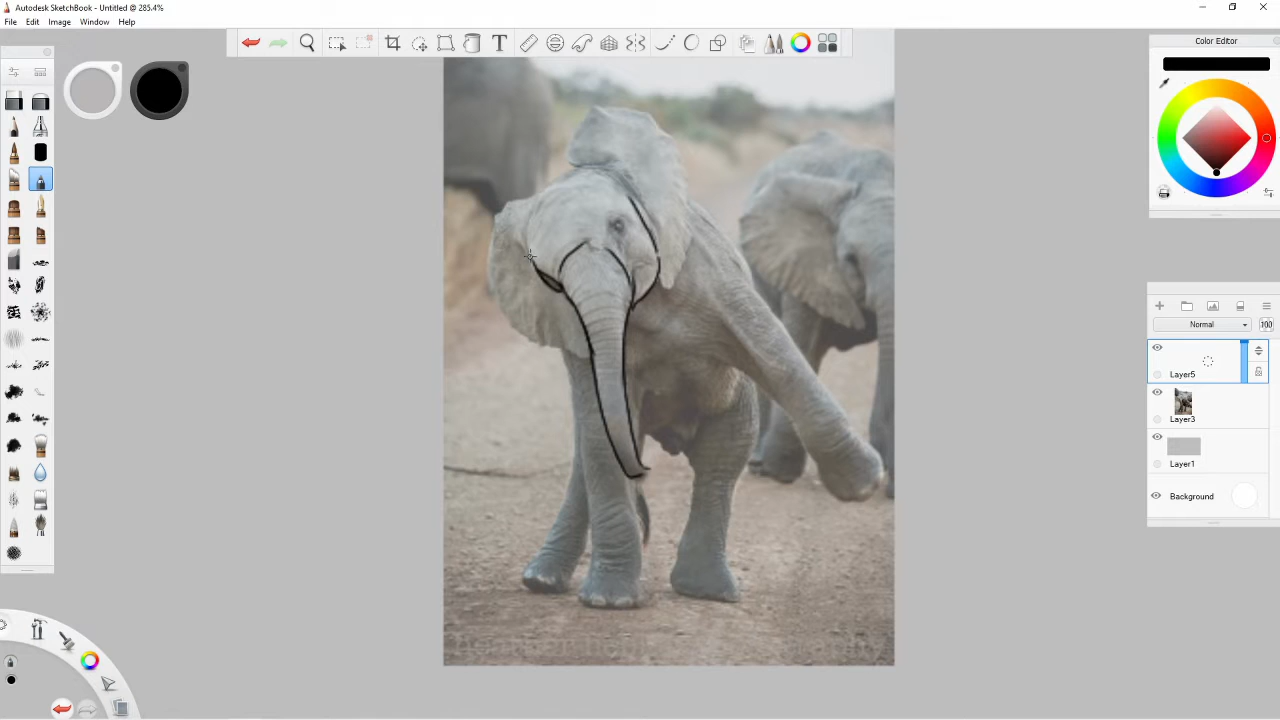 Autodesk SketchBook - Untitled @ 285.4%
File Edit Image Window Help
Color Editor
Normal
100
Layer5
Layer3
Layer1
Background